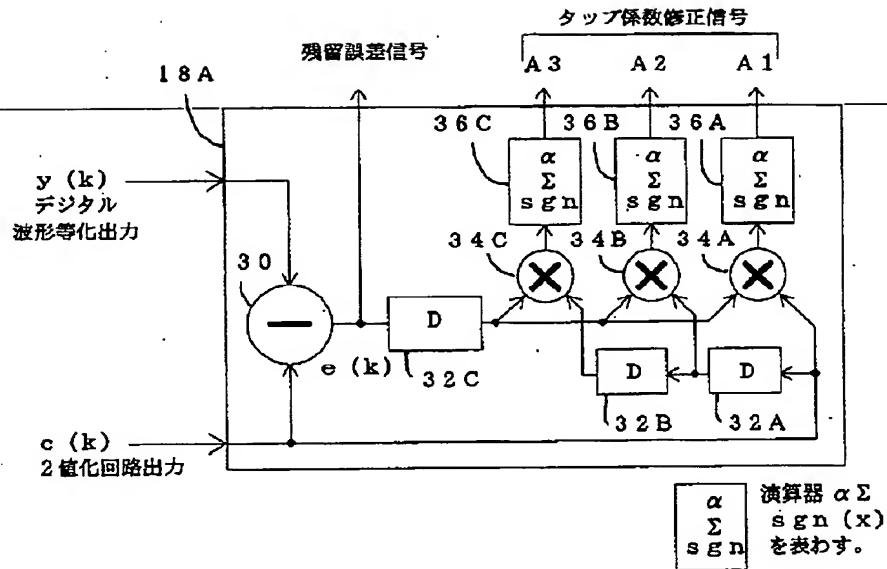 タップ係数修正信号
残留誤差信号
A3 A2 A1
18A
36C 36B 36A
α
Σ
sgn
α
Σ
sgn
α
Σ
sgn
y(k)
デジタル
波形等化出力
34C 34B 34A
30
D
e(k)
32C
D
D
32B
32A
c(k)
2値化回路出力
α
Σ
sgn
演算器 αΣ
sgn(x)
を表わす。